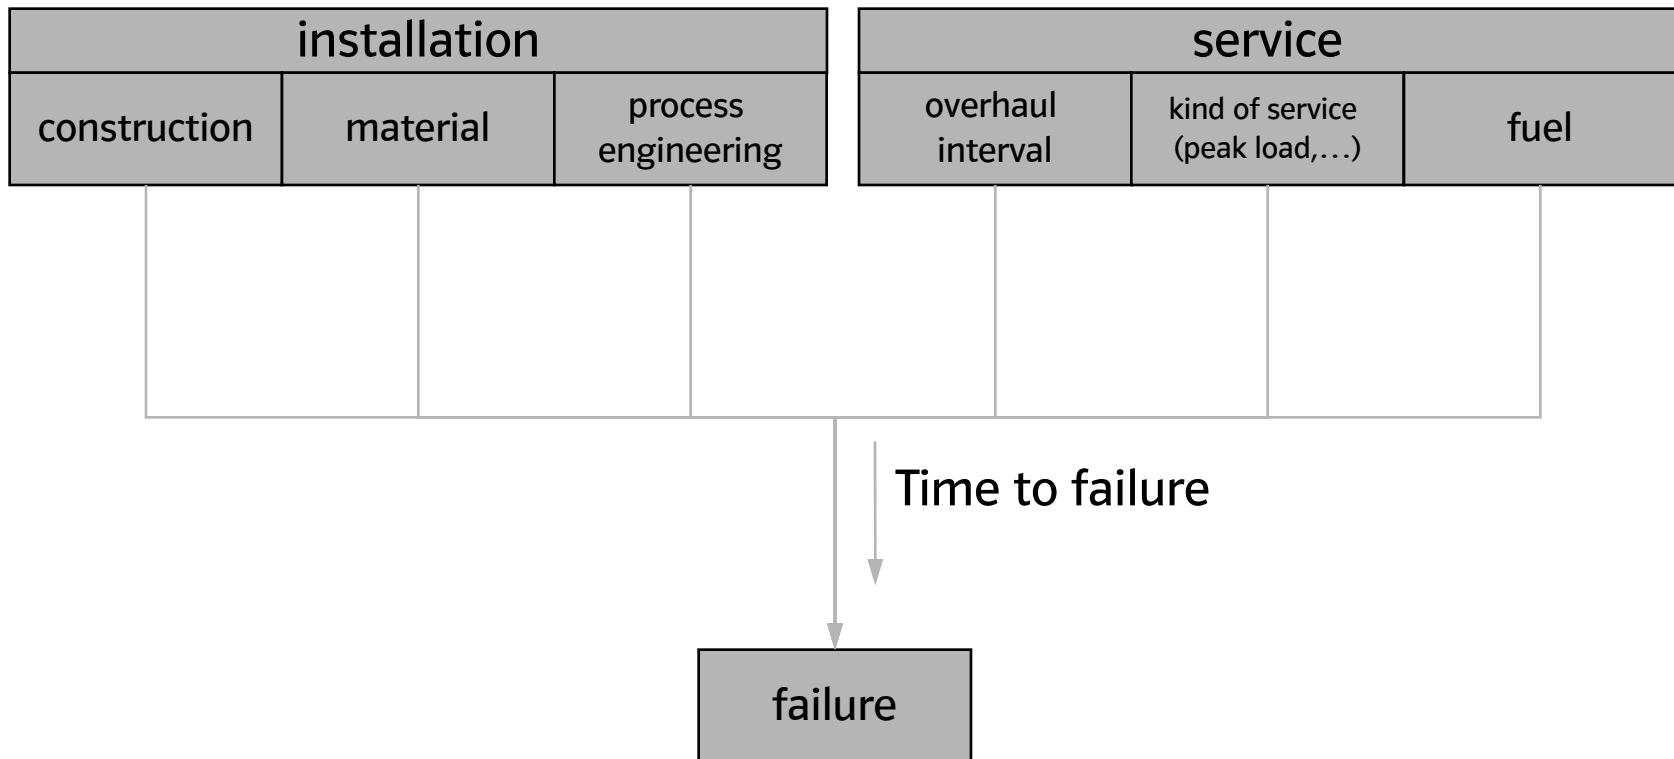 installation
construction
material
process
engineering
service
overhaul
interval
kind of service
(peak load,...)
fuel
Time to failure
failure